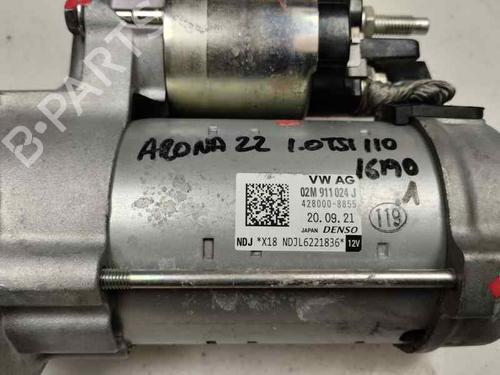 B-PARTS
ARONA 22 1.0TSI 110
16190
1
VW AG
02M 911 024 J
428000-8855
20.09.21
119
JAPAN DENSO
NDJ *X18 NDJL6221836* 12V